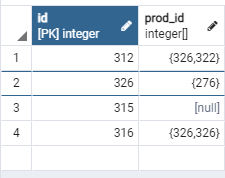 id prod_id
[PK] integer integer[]
1 312 {326,322}
2 326 {276}
3 315 [null]
4 316 {326,326}